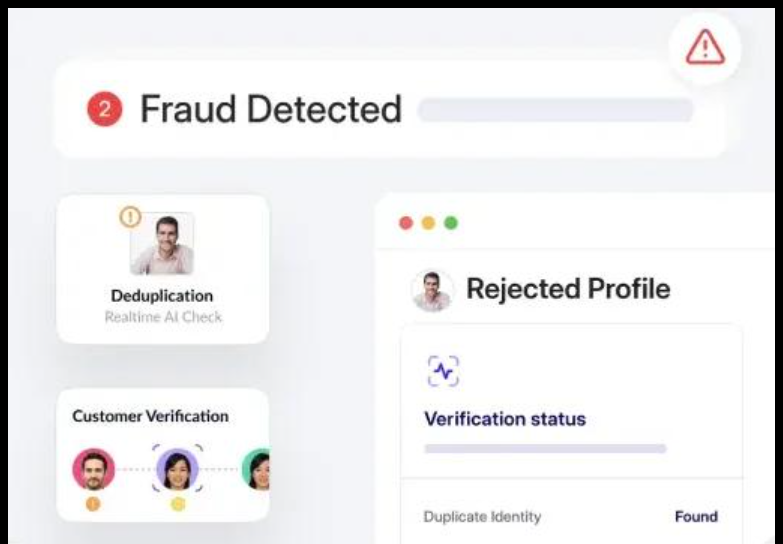 2 Fraud Detected
Deduplication
Realtime AI Check
Customer Verification
Rejected Profile
Verification status
Duplicate Identity Found